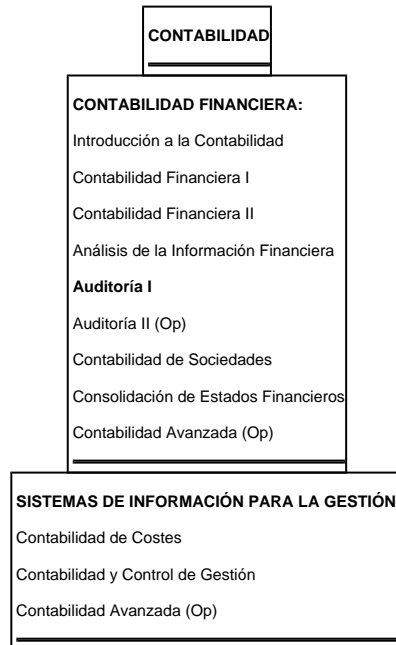 CONTABILIDAD
CONTABILIDAD FINANCIERA:
Introducción a la Contabilidad
Contabilidad Financiera I
Contabilidad Financiera II
Análisis de la Información Financiera
Auditoría I
Auditoría II (Op)
Contabilidad de Sociedades
Consolidación de Estados Financieros
Contabilidad Avanzada (Op)
SISTEMAS DE INFORMACIÓN PARA LA GESTIÓN
Contabilidad de Costes
Contabilidad y Control de Gestión
Contabilidad Avanzada (Op)